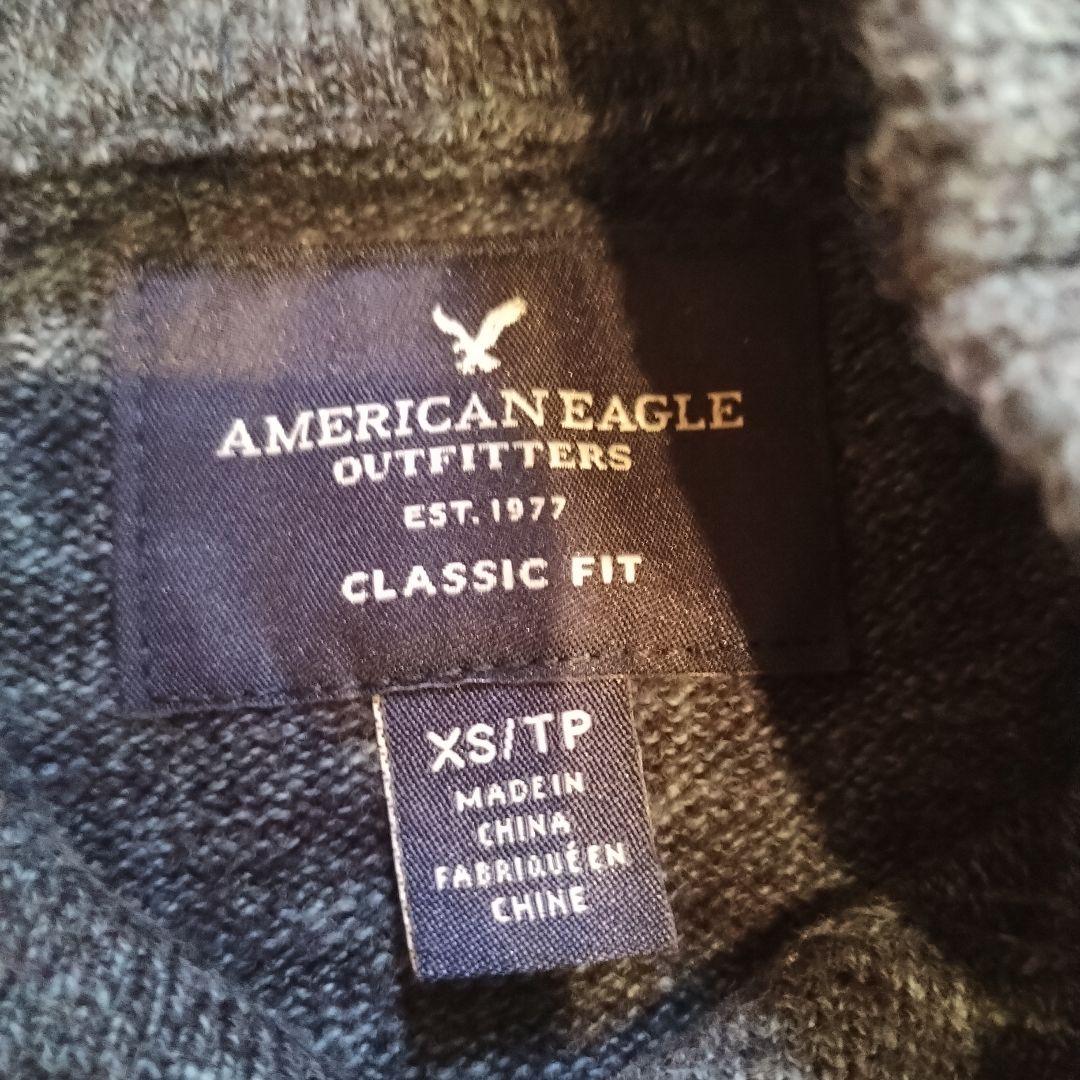 AMERICAN EAGLE
OUTFITTERS
EST. 1977
CLASSIC FIT
XS/TP
MADE IN
CHINA
FABRIQUÉ EN
CHINE